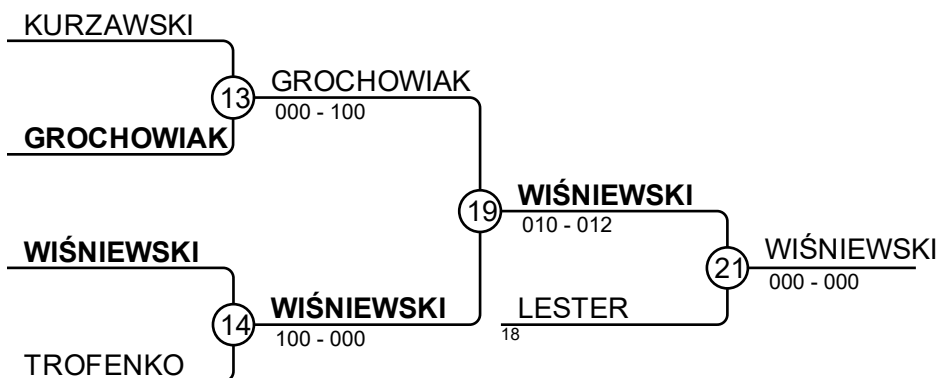 KURZAWSKI
13
GROCHOWIAK
000 - 100
GROCHOWIAK
19
WIŚNIEWSKI
010 - 012
WIŚNIEWSKI
21
WIŚNIEWSKI
000 - 000
14
WIŚNIEWSKI
100 - 000
LESTER
18
TROFENKO